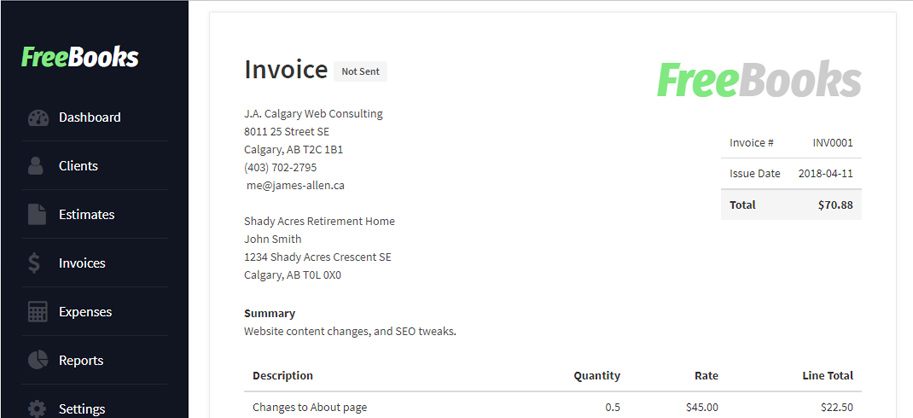 FreeBooks
Dashboard
Clients
Estimates
Invoices
Expenses
Reports
Settings
Invoice Not Sent
FreeBooks
J.A. Calgary Web Consulting
8011 25 Street SE
Calgary, AB T2C 1B1
(403) 702-2795
me@james-allen.ca
Invoice # INV0001
Issue Date 2018-04-11
Total $70.88
Shady Acres Retirement Home
John Smith
1234 Shady Acres Crescent SE
Calgary, AB T0L 0X0
Summary
Website content changes, and SEO tweaks.
Description Quantity Rate Line Total
Changes to About page 0.5 $45.00 $22.50